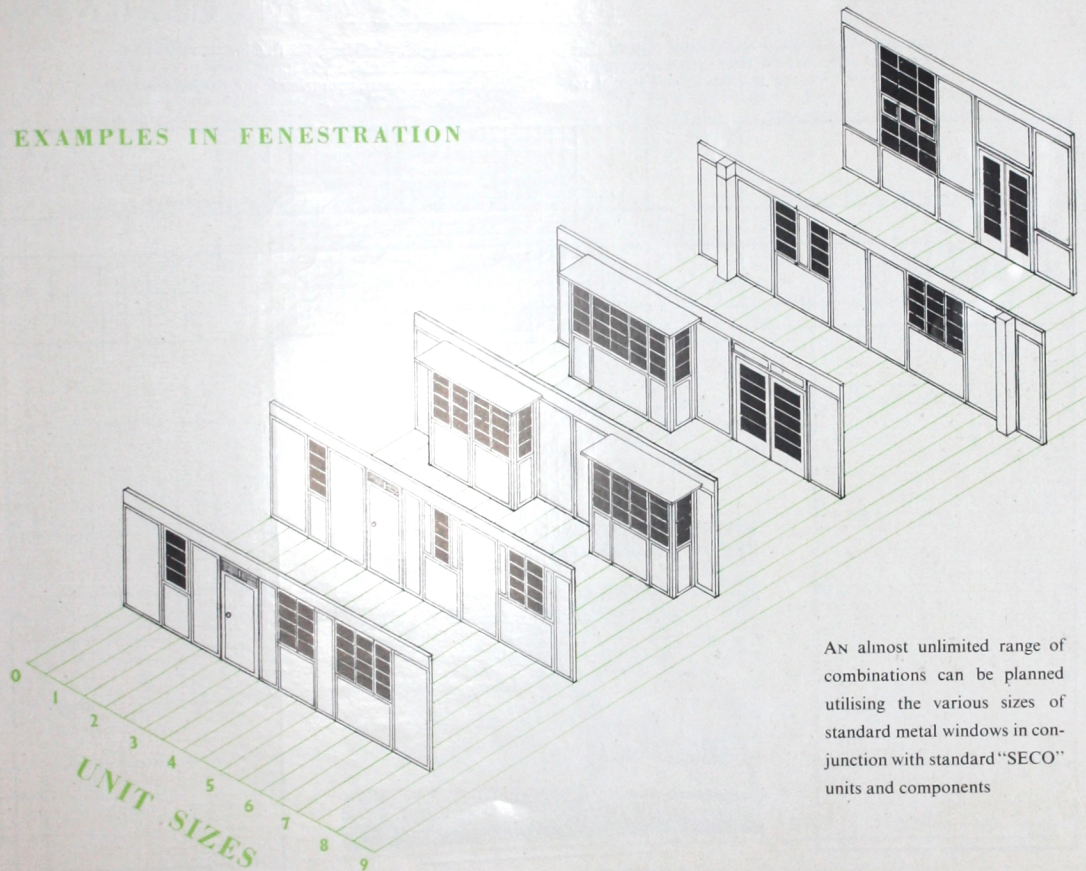 EXAMPLES IN FENESTRATION
AN almost unlimited range of
combinations can be planned
utilising the various sizes of
standard metal windows in con-
junction with standard "SECO"
units and components
0
1
2
3
4
5
6
7
8
9
UNIT SIZES